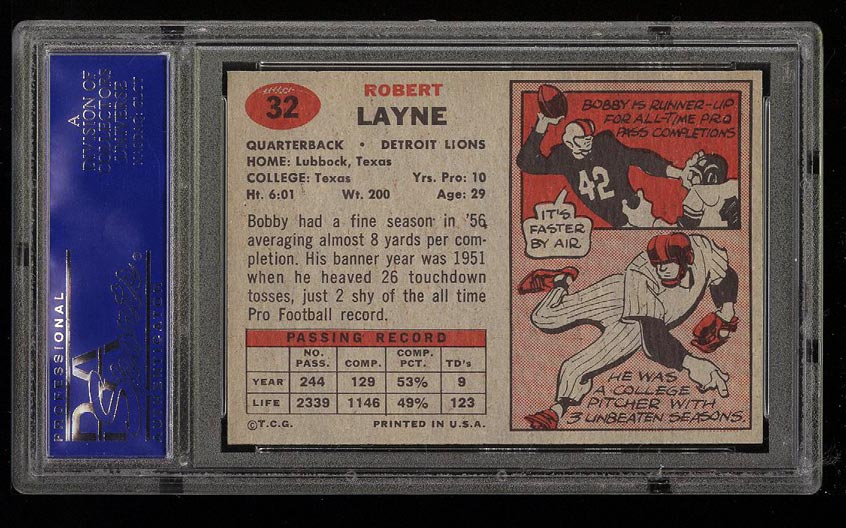 A
DIVISION OF
COLLECTORS
UNIVERSE
NASDAQ: CLCT
PSA
PROFESSIONAL
32
ROBERT
LAYNE
QUARTERBACK • DETROIT LIONS
HOME: Lubbock, Texas
COLLEGE: Texas Yrs. Pro: 10
Ht. 6:01 Wt. 200 Age: 29
Bobby had a fine season in '56,
averaging almost 8 yards per com-
pletion. His banner year was 1951
when he heaved 26 touchdown
tosses, just 2 shy of the all time
Pro Football record.
PASSING RECORD
NO. PASS. COMP. COMP. PCT. TD's
YEAR 244 129 53% 9
LIFE 2339 1146 49% 123
©T.C.G. PRINTED IN U.S.A.
BOBBY IS RUNNER-UP
FOR ALL-TIME PRO
PASS COMPLETIONS
42
IT'S
FASTER
BY AIR
HE WAS
A COLLEGE
PITCHER WITH
3 UNBEATEN SEASONS.